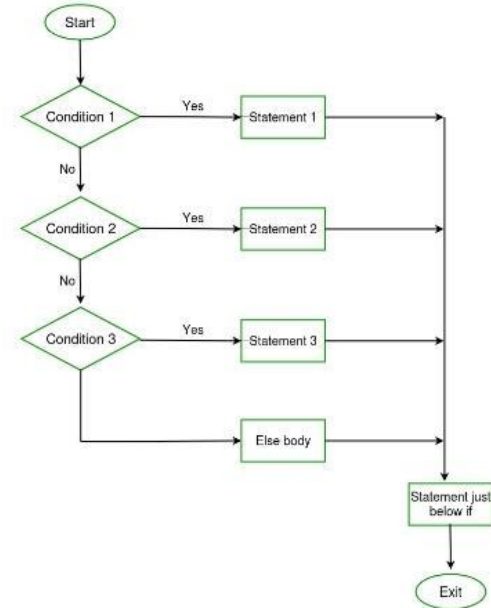 Start
Condition 1
Yes
Statement 1
No
Condition 2
Yes
Statement 2
No
Condition 3
Yes
Statement 3
Else body
Statement just
below if
Exit